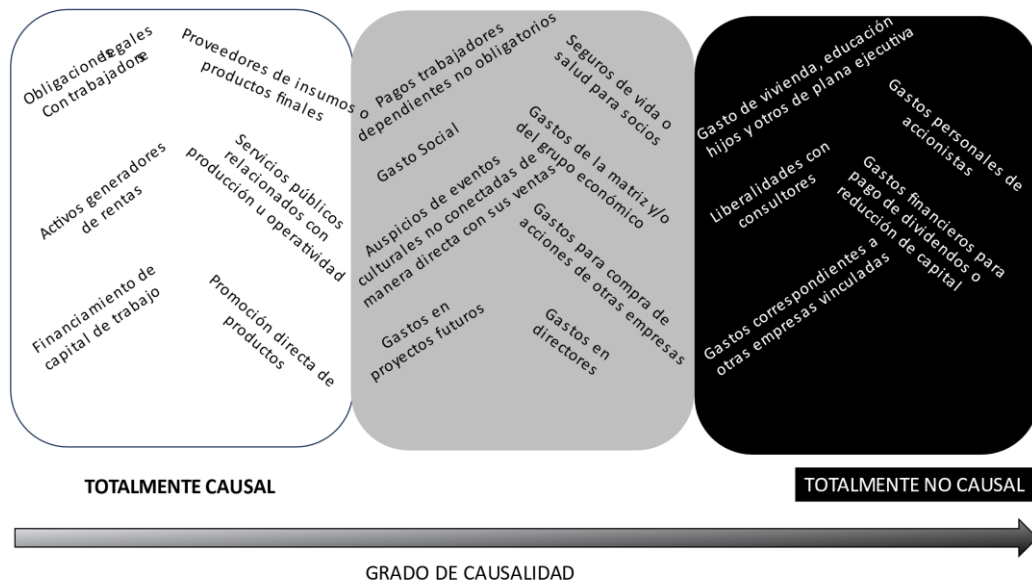 Obligaciones legales
Con trabajadores
Proveedores de insumos o
productos finales
Activos generadores
de rentas
Servicios públicos
relacionados con
producción u operatividad
Financiamiento de
capital de trabajo
Promoción directa de
productos
Pagos trabajadores
dependientes no obligatorios
Seguros de vida o
salud para socios
Gasto Social
Gastos de la matriz y/o
del grupo económico
Auspicios de eventos
culturales no conectadas de
manera directa con sus ventas
Gastos para compra de
acciones de otras empresas
Gastos en
proyectos futuros
Gastos en
directores
Gasto de vivienda, educación
hijos y otros de plana ejecutiva
Gastos personales de
accionistas
Liberalidades con
consultores
Gastos financieros para
pago de dividendos o
reducción de capital
Gastos correspondientes a
otras empresas vinculadas
TOTALMENTE CAUSAL
TOTALMENTE NO CAUSAL
GRADO DE CAUSALIDAD